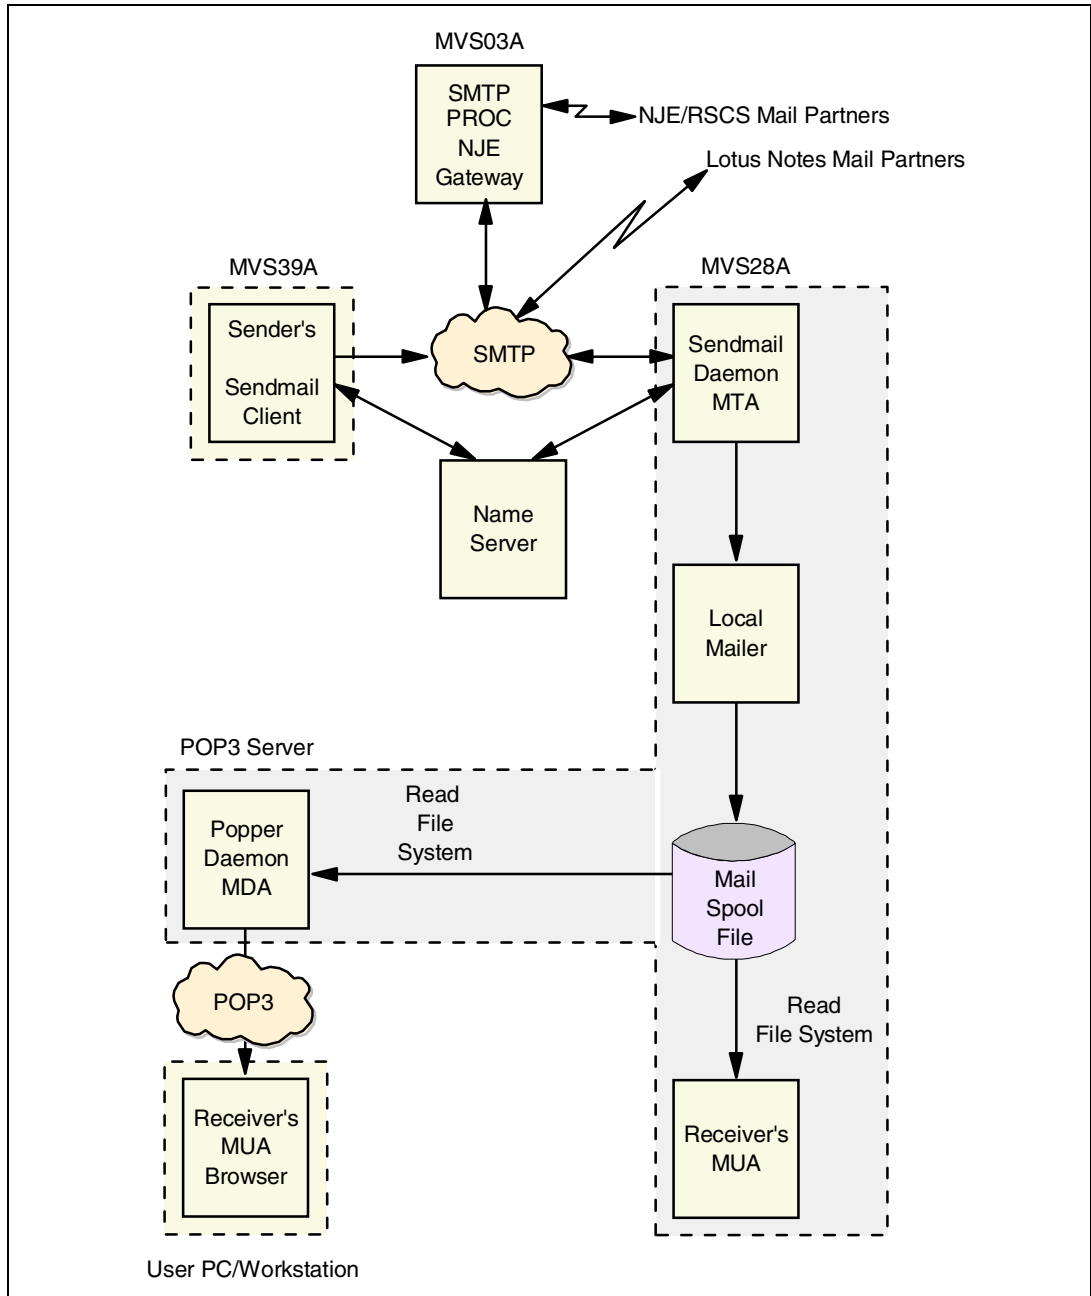 MVS03A
SMTP
PROC
NJE
Gateway
NJE/RSCS Mail Partners
Lotus Notes Mail Partners
MVS39A
Sender's
Sendmail
Client
SMTP
MVS28A
Sendmail
Daemon
MTA
Name
Server
Local
Mailer
POP3 Server
Popper
Daemon
MDA
Read
File
System
Mail
Spool
File
POP3
Read
File System
Receiver's
MUA
Browser
Receiver's
MUA
User PC/Workstation